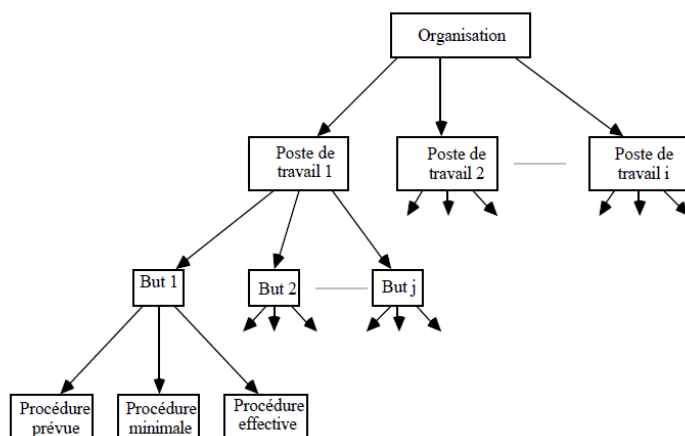 Organisation
Poste de
travail 1
Poste de
travail 2
Poste de
travail i
But 1
But 2
But j
Procédure
prévue
Procédure
minimale
Procédure
effective